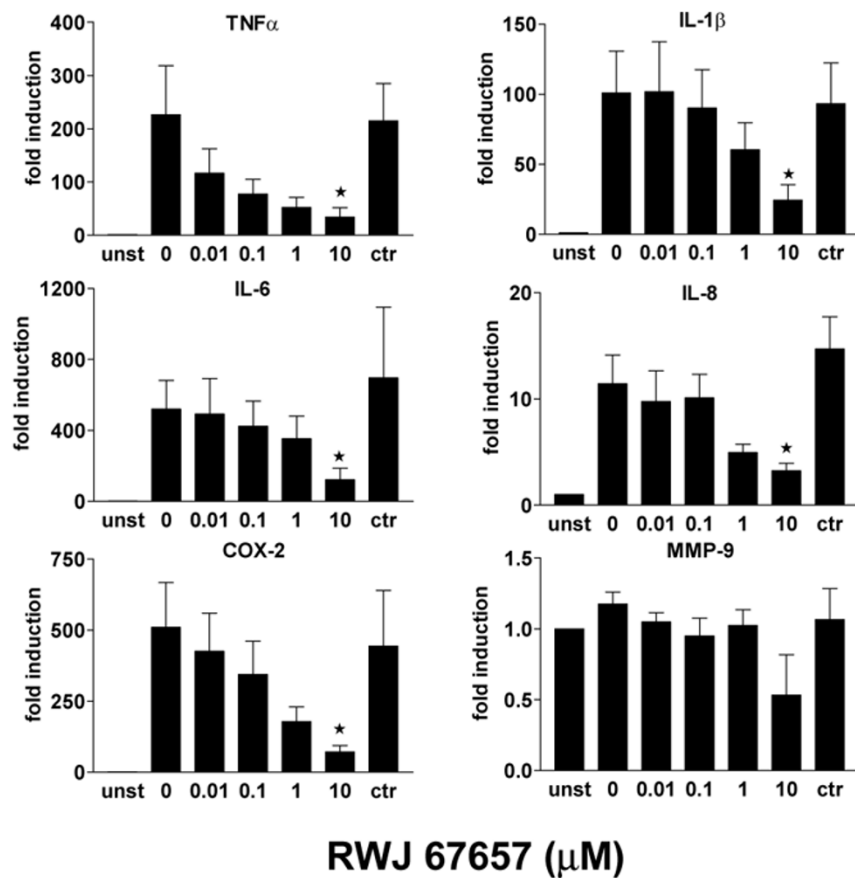 TNFα
fold induction
400
300
200
100
0
unst 0 0.01 0.1 1 10 ctr
★
IL-1β
fold induction
150
100
50
0
unst 0 0.01 0.1 1 10 ctr
★
IL-6
fold induction
1200
800
400
0
unst 0 0.01 0.1 1 10 ctr
★
IL-8
fold induction
20
10
0
unst 0 0.01 0.1 1 10 ctr
★
COX-2
fold induction
750
500
250
0
unst 0 0.01 0.1 1 10 ctr
★
MMP-9
fold induction
1.5
1.0
0.5
0.0
unst 0 0.01 0.1 1 10 ctr
RWJ 67657 (μM)